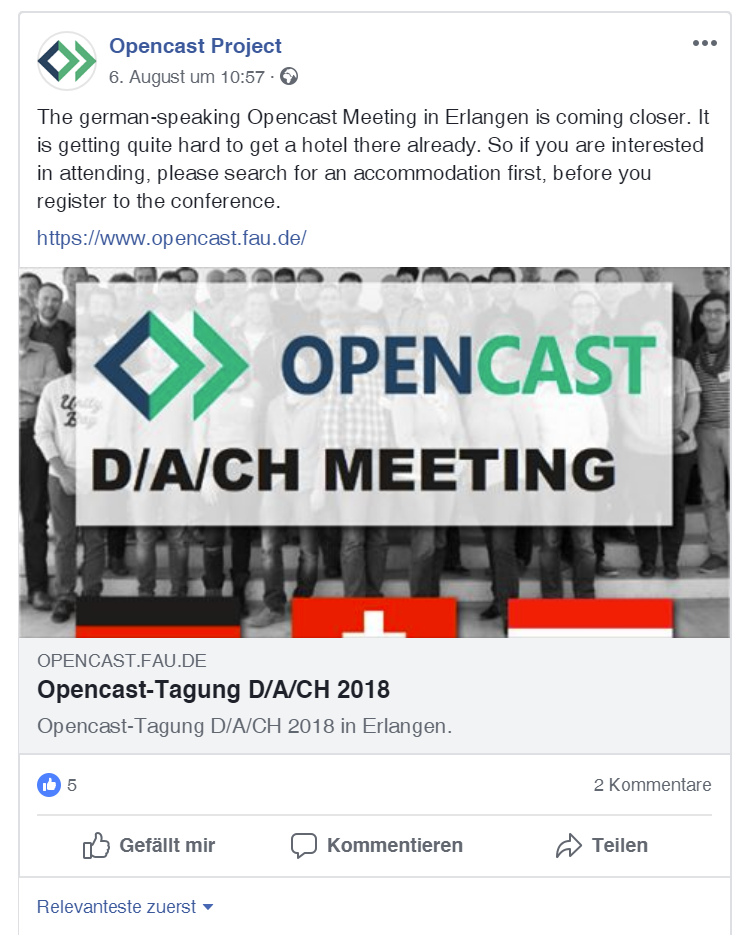 Opencast Project
6. August um 10:57 ·
The german-speaking Opencast Meeting in Erlangen is coming closer. It
is getting quite hard to get a hotel there already. So if you are interested
in attending, please search for an accommodation first, before you
register to the conference.
https://www.opencast.fau.de/
OPENCAST
Unity
D/A/CH MEETING
OPENCAST.FAU.DE
Opencast-Tagung D/A/CH 2018
Opencast-Tagung D/A/CH 2018 in Erlangen.
5
2 Kommentare
Gefällt mir
Kommentieren
Teilen
Relevanteste zuerst